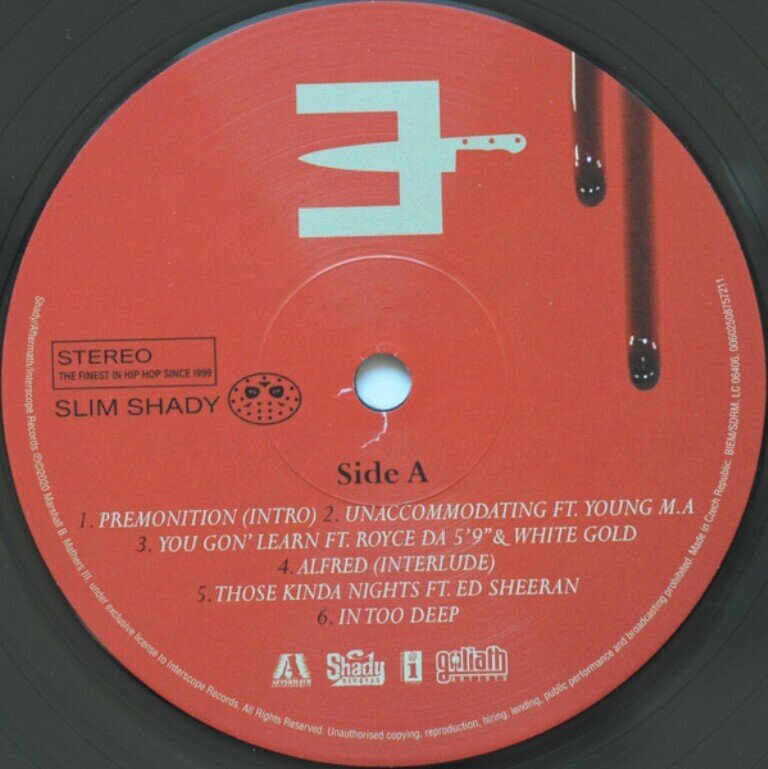 STEREO
THE FINEST IN HIP HOP SINCE 1999
SLIM SHADY
Side A
1. PREMONITION (INTRO) 2. UNACCOMMODATING FT. YOUNG M.A
3. YOU GON' LEARN FT. ROYCE DA 5'9" & WHITE GOLD
4. ALFRED (INTERLUDE)
5. THOSE KINDA NIGHTS FT. ED SHEERAN
6. IN TOO DEEP
AFTERMATH
Shady RECORDS
i
goliath ARTISTS
Shady/Aftermath/Interscope Records ℗©2020 Marshall B. Mathers III, under exclusive license to Interscope Records. All Rights Reserved. Unauthorised copying, reproduction, hiring, lending, public performance and broadcasting prohibited. Made in Czech Republic. BIEM/SDRM. LC 06406. 00602508757211.